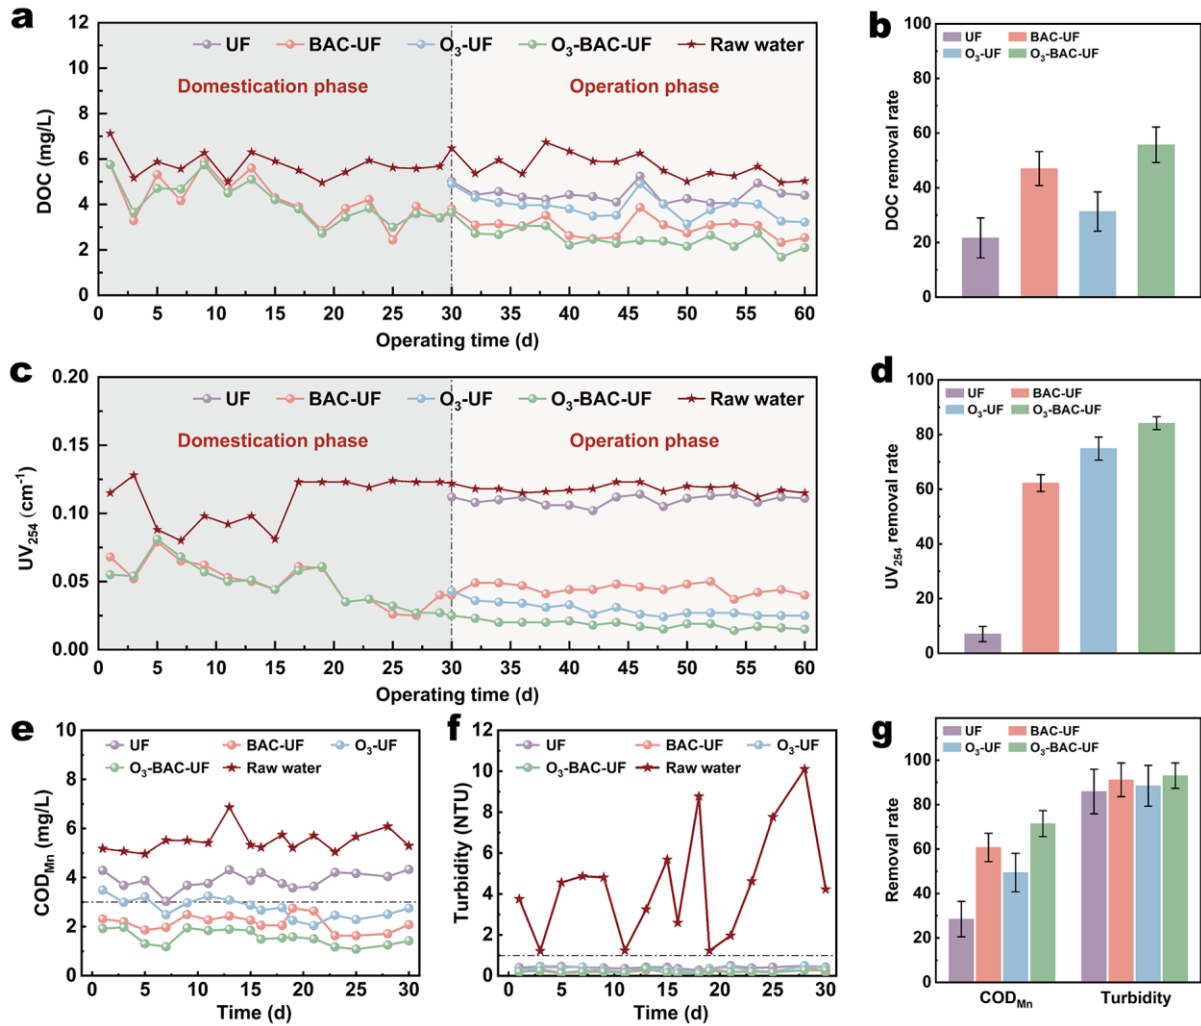 a
UF BAC-UF O3-UF O3-BAC-UF Raw water
Domestication phase Operation phase
DOC (mg/L)
12
10
8
6
4
2
0
0 5 10 15 20 25 30 35 40 45 50 55 60
Operating time (d)
b
UF BAC-UF
O3-UF O3-BAC-UF
DOC removal rate
100
80
60
40
20
0
c
UF BAC-UF O3-UF O3-BAC-UF Raw water
Domestication phase Operation phase
UV254 (cm-1)
0.20
0.15
0.10
0.05
0.00
0 5 10 15 20 25 30 35 40 45 50 55 60
Operating time (d)
d
UF BAC-UF
O3-UF O3-BAC-UF
UV254 removal rate
100
80
60
40
20
0
e
UF BAC-UF O3-UF
O3-BAC-UF Raw water
CODMn (mg/L)
10
8
6
4
2
0
0 5 10 15 20 25 30
Time (d)
f
UF BAC-UF O3-UF
O3-BAC-UF Raw water
Turbidity (NTU)
12
10
8
6
4
2
0
0 5 10 15 20 25 30
Time (d)
g
UF BAC-UF
O3-UF O3-BAC-UF
Removal rate
100
80
60
40
20
0
CODMn Turbidity